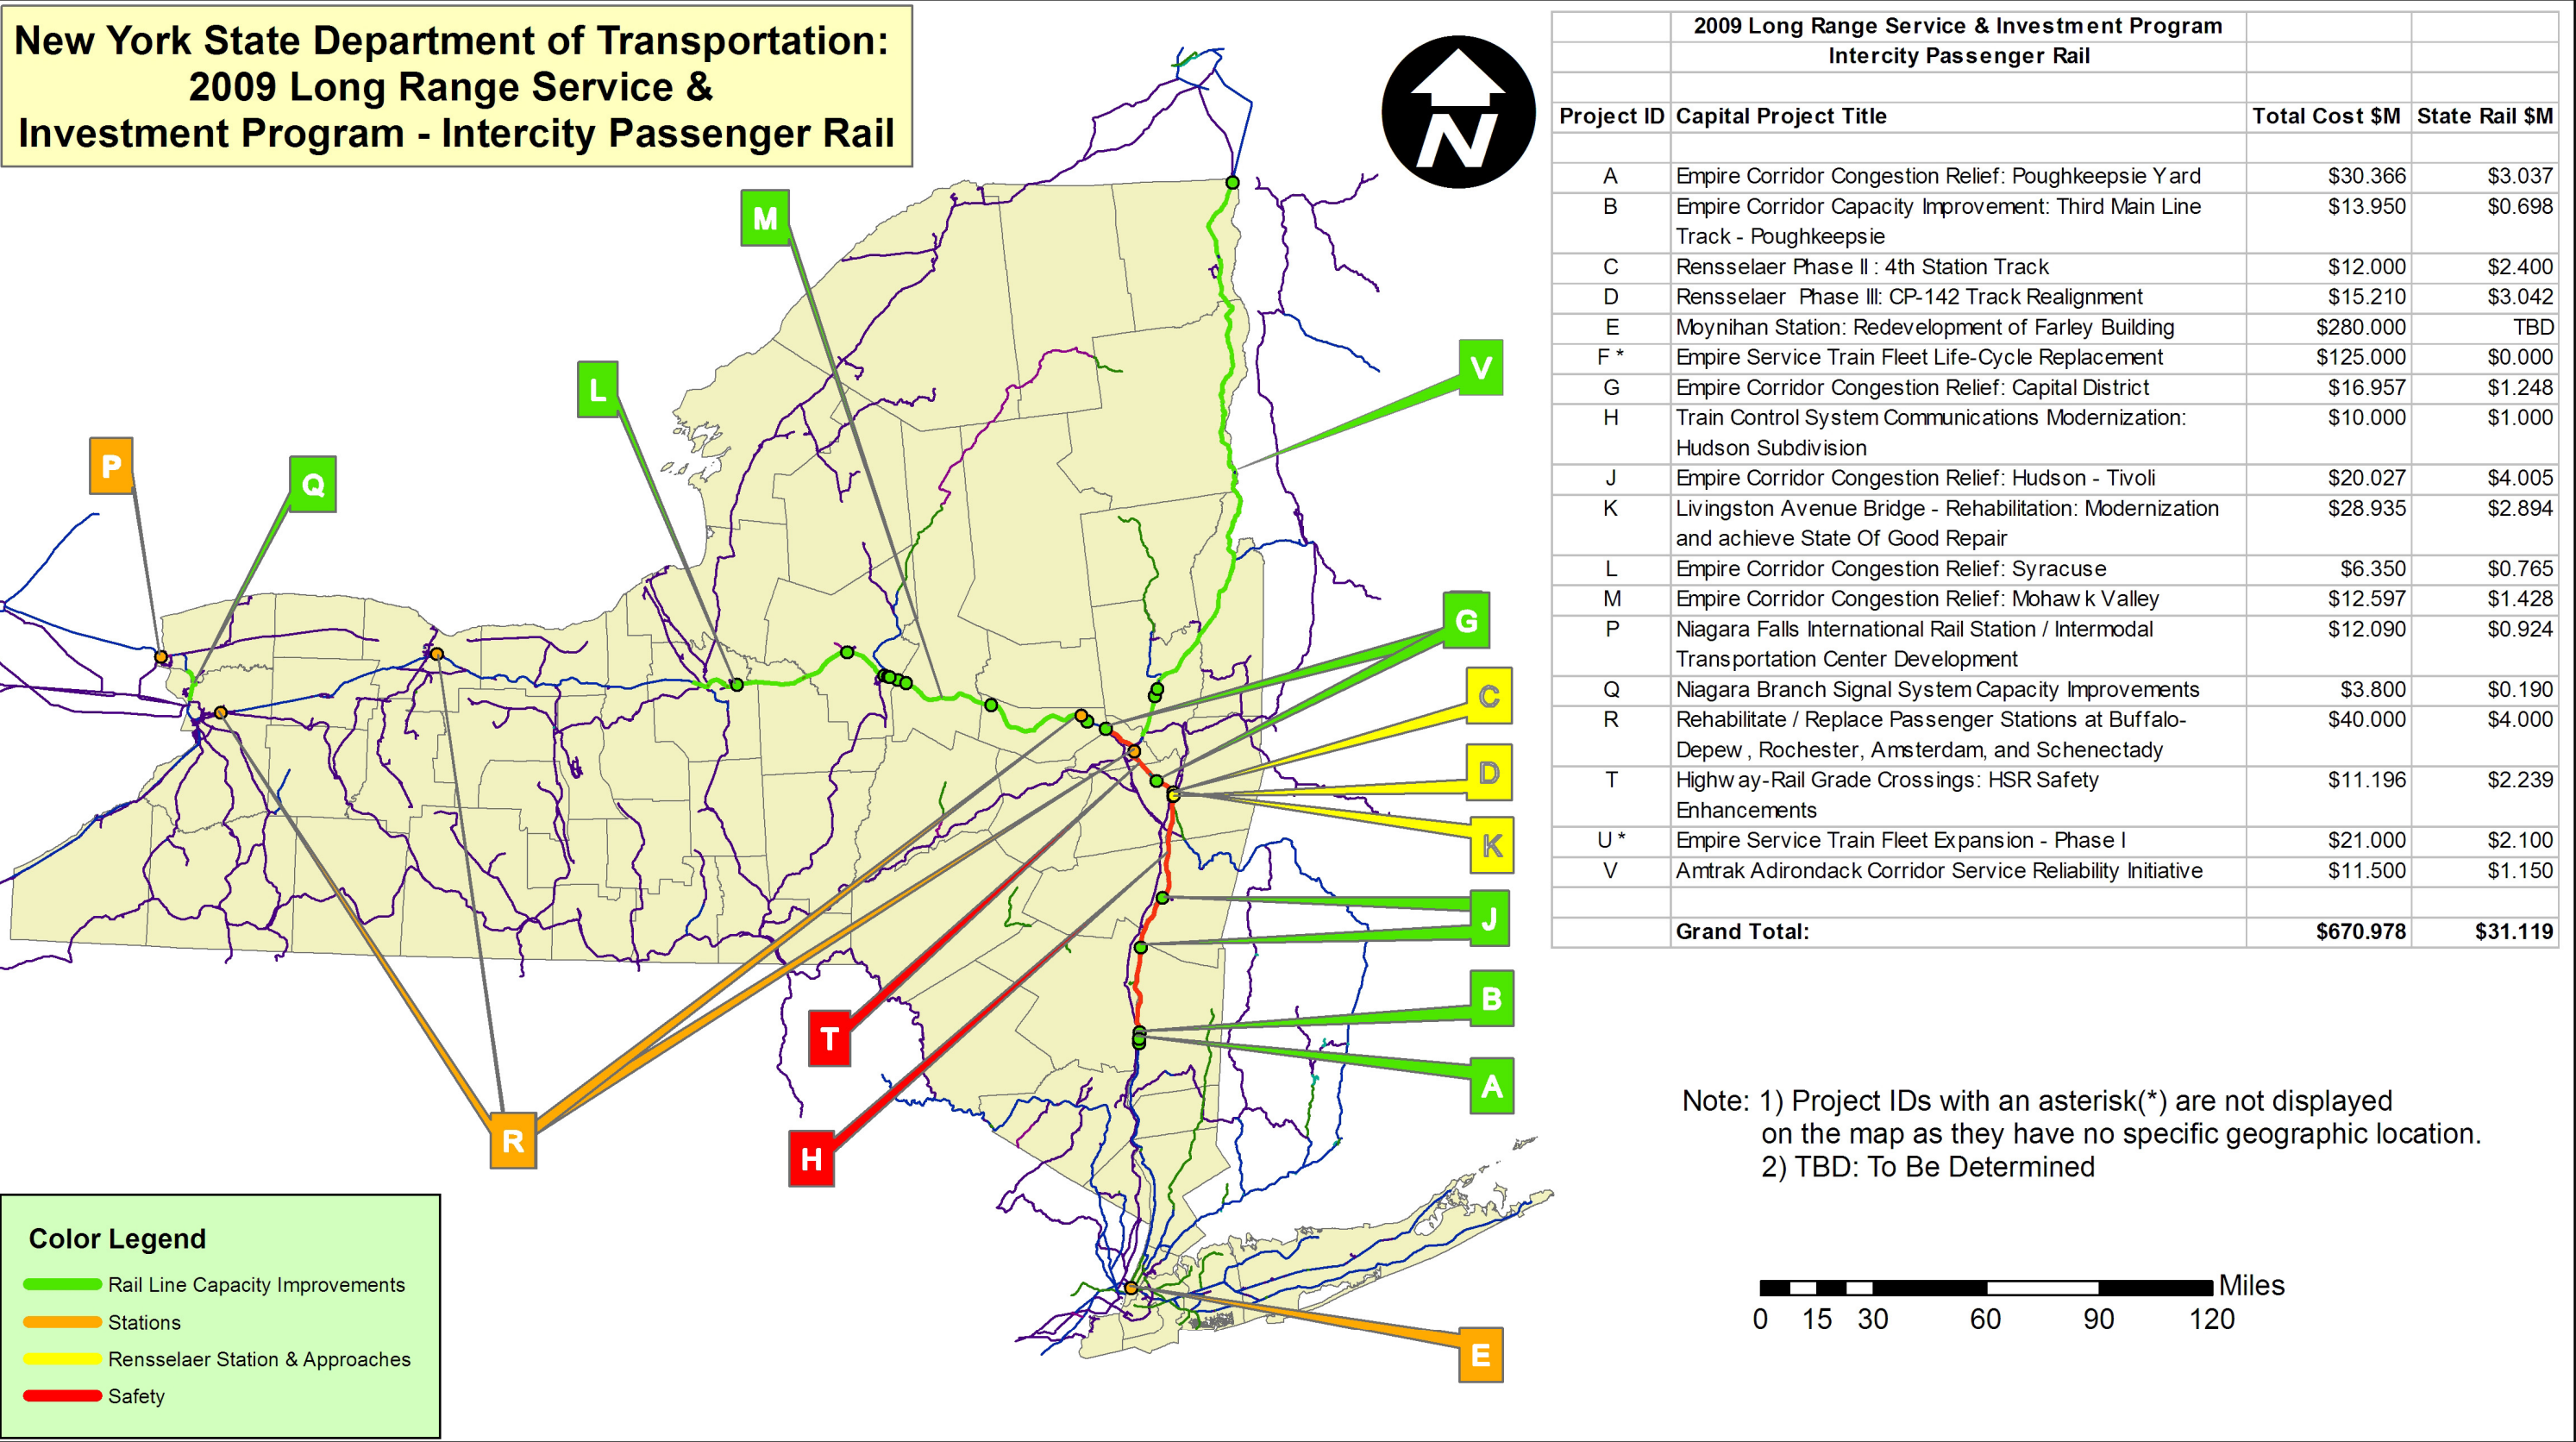 New York State Department of Transportation:
2009 Long Range Service &
Investment Program - Intercity Passenger Rail
N
M
L
V
P
Q
G
C
D
K
J
B
A
T
H
R
E
Color Legend
Rail Line Capacity Improvements
Stations
Rensselaer Station & Approaches
Safety
2009 Long Range Service & Investment Program
Intercity Passenger Rail
Project ID Capital Project Title Total Cost $M State Rail $M
A Empire Corridor Congestion Relief: Poughkeepsie Yard $30.366 $3.037
B Empire Corridor Capacity Improvement: Third Main Line $13.950 $0.698
Track - Poughkeepsie
C Rensselaer Phase II : 4th Station Track $12.000 $2.400
D Rensselaer Phase III: CP-142 Track Realignment $15.210 $3.042
E Moynihan Station: Redevelopment of Farley Building $280.000 TBD
F * Empire Service Train Fleet Life-Cycle Replacement $125.000 $0.000
G Empire Corridor Congestion Relief: Capital District $16.957 $1.248
H Train Control System Communications Modernization: $10.000 $1.000
Hudson Subdivision
J Empire Corridor Congestion Relief: Hudson - Tivoli $20.027 $4.005
K Livingston Avenue Bridge - Rehabilitation: Modernization $28.935 $2.894
and achieve State Of Good Repair
L Empire Corridor Congestion Relief: Syracuse $6.350 $0.765
M Empire Corridor Congestion Relief: Mohawk Valley $12.597 $1.428
P Niagara Falls International Rail Station / Intermodal $12.090 $0.924
Transportation Center Development
Q Niagara Branch Signal System Capacity Improvements $3.800 $0.190
R Rehabilitate / Replace Passenger Stations at Buffalo- $40.000 $4.000
Depew, Rochester, Amsterdam, and Schenectady
T Highway-Rail Grade Crossings: HSR Safety $11.196 $2.239
Enhancements
U * Empire Service Train Fleet Expansion - Phase I $21.000 $2.100
V Amtrak Adirondack Corridor Service Reliability Initiative $11.500 $1.150
Grand Total: $670.978 $31.119
Note: 1) Project IDs with an asterisk(*) are not displayed
on the map as they have no specific geographic location.
2) TBD: To Be Determined
Miles
0 15 30 60 90 120